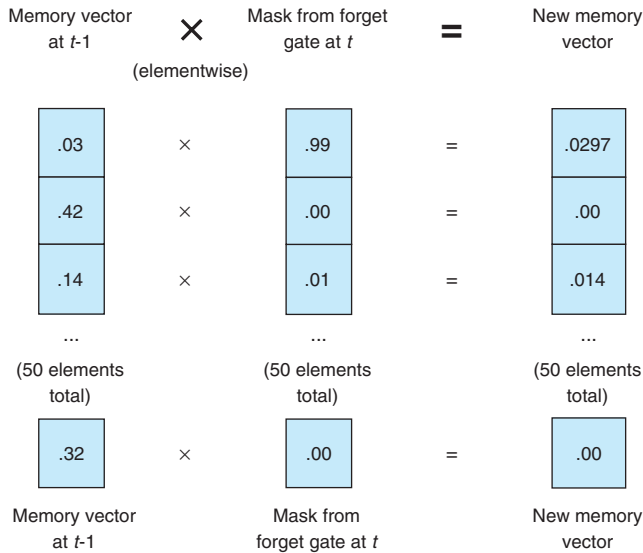 Memory vector at t-1 × Mask from forget gate at t = New memory vector
(elementwise)
.03 × .99 = .0297
.42 × .00 = .00
.14 × .01 = .014
... ... ...
(50 elements total) (50 elements total) (50 elements total)
.32 × .00 = .00
Memory vector at t-1 Mask from forget gate at t New memory vector